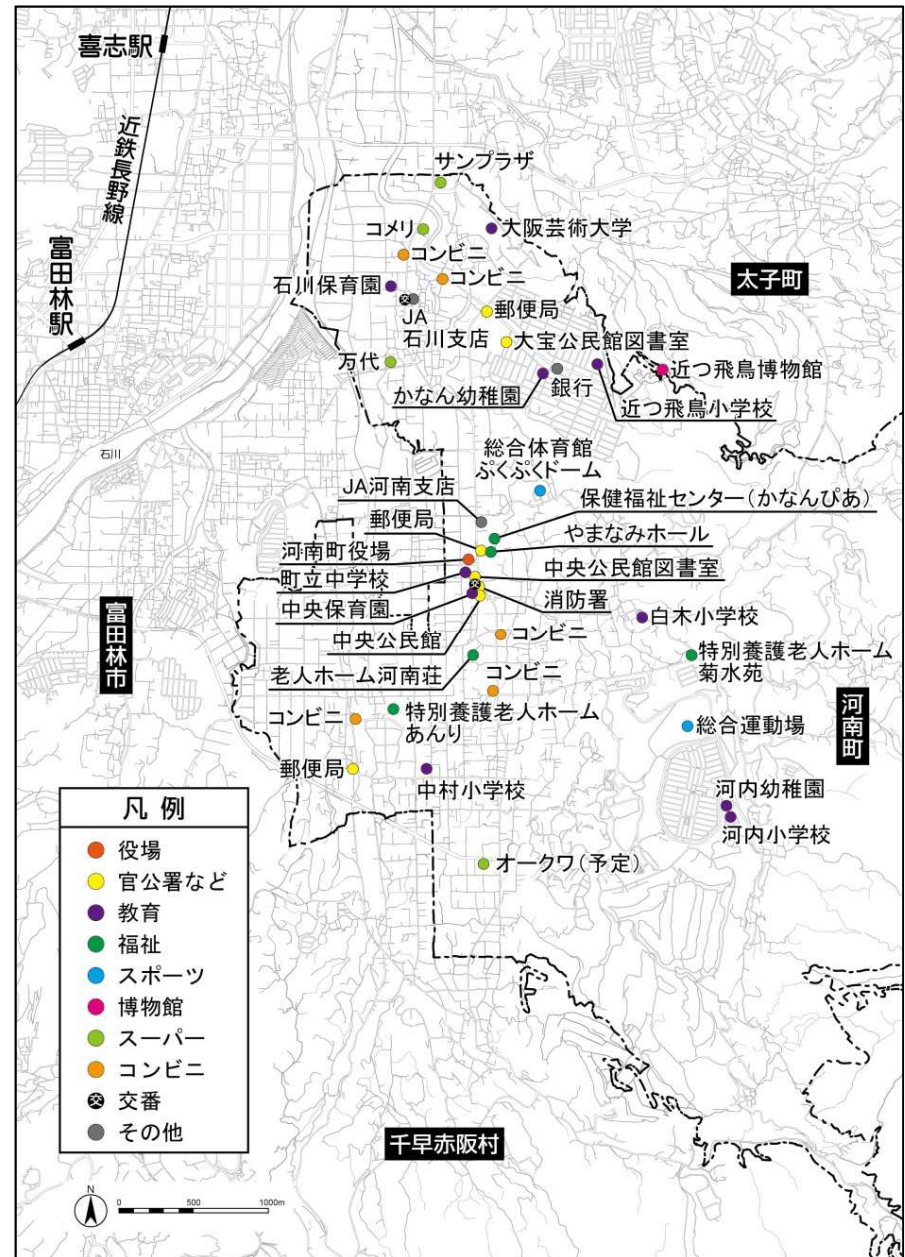 喜志駅
近鉄長野線
富田林駅
サンプラザ
コメリ
大阪芸術大学
コンビニ
コンビニ
太子町
石川保育園
郵便局
JA
石川支店
大宝公民館図書室
万代
近つ飛鳥博物館
銀行
かなん幼稚園
近つ飛鳥小学校
石川
総合体育館
ぷくぷくドーム
JA河南支店
保健福祉センター（かなんぴあ）
郵便局
やまなみホール
河南町役場
中央公民館図書室
町立中学校
消防署
中央保育園
富田林市
白木小学校
中央公民館
コンビニ
特別養護老人ホーム
菊水苑
老人ホーム河南荘
コンビニ
河南町
コンビニ
特別養護老人ホーム
あんり
総合運動場
郵便局
中村小学校
河内幼稚園
河内小学校
オークワ（予定）
凡 例
役場
官公署など
教育
福祉
スポーツ
博物館
スーパー
コンビニ
交 交番
その他
千早赤阪村
N
0 500 1000m